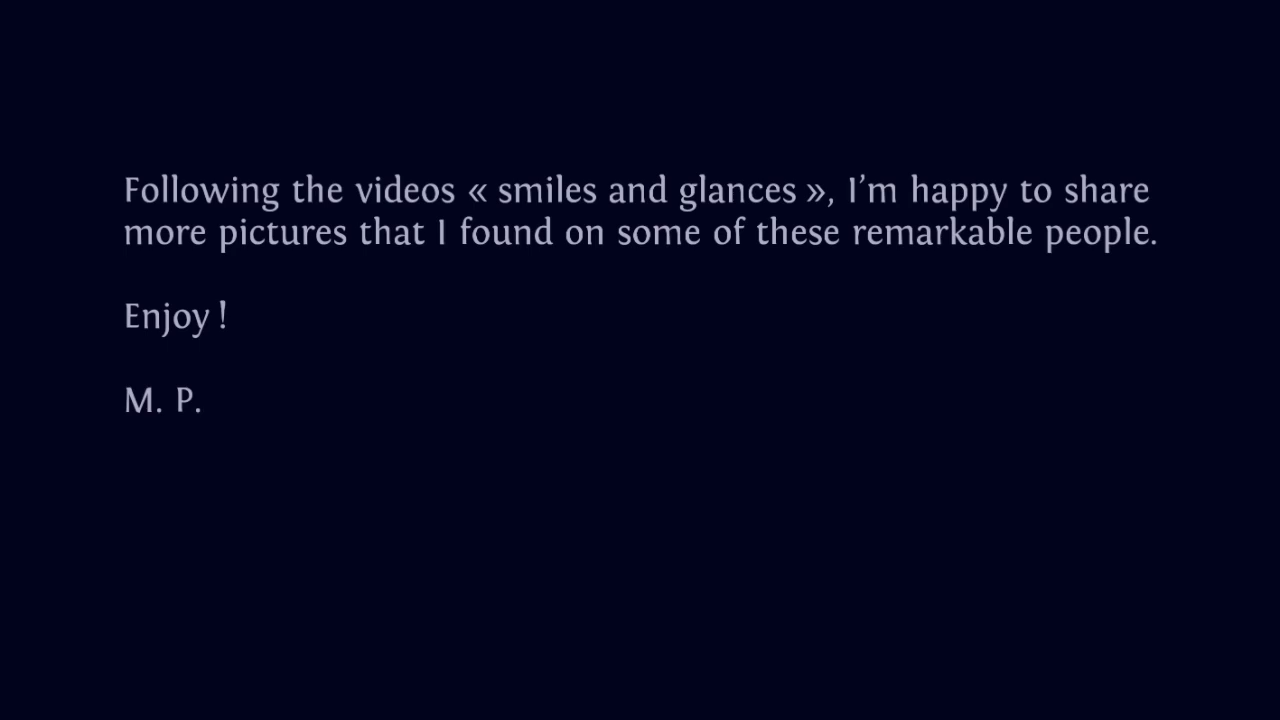 Following the videos « smiles and glances », I’m happy to share
more pictures that I found on some of these remarkable people.
Enjoy !
M. P.